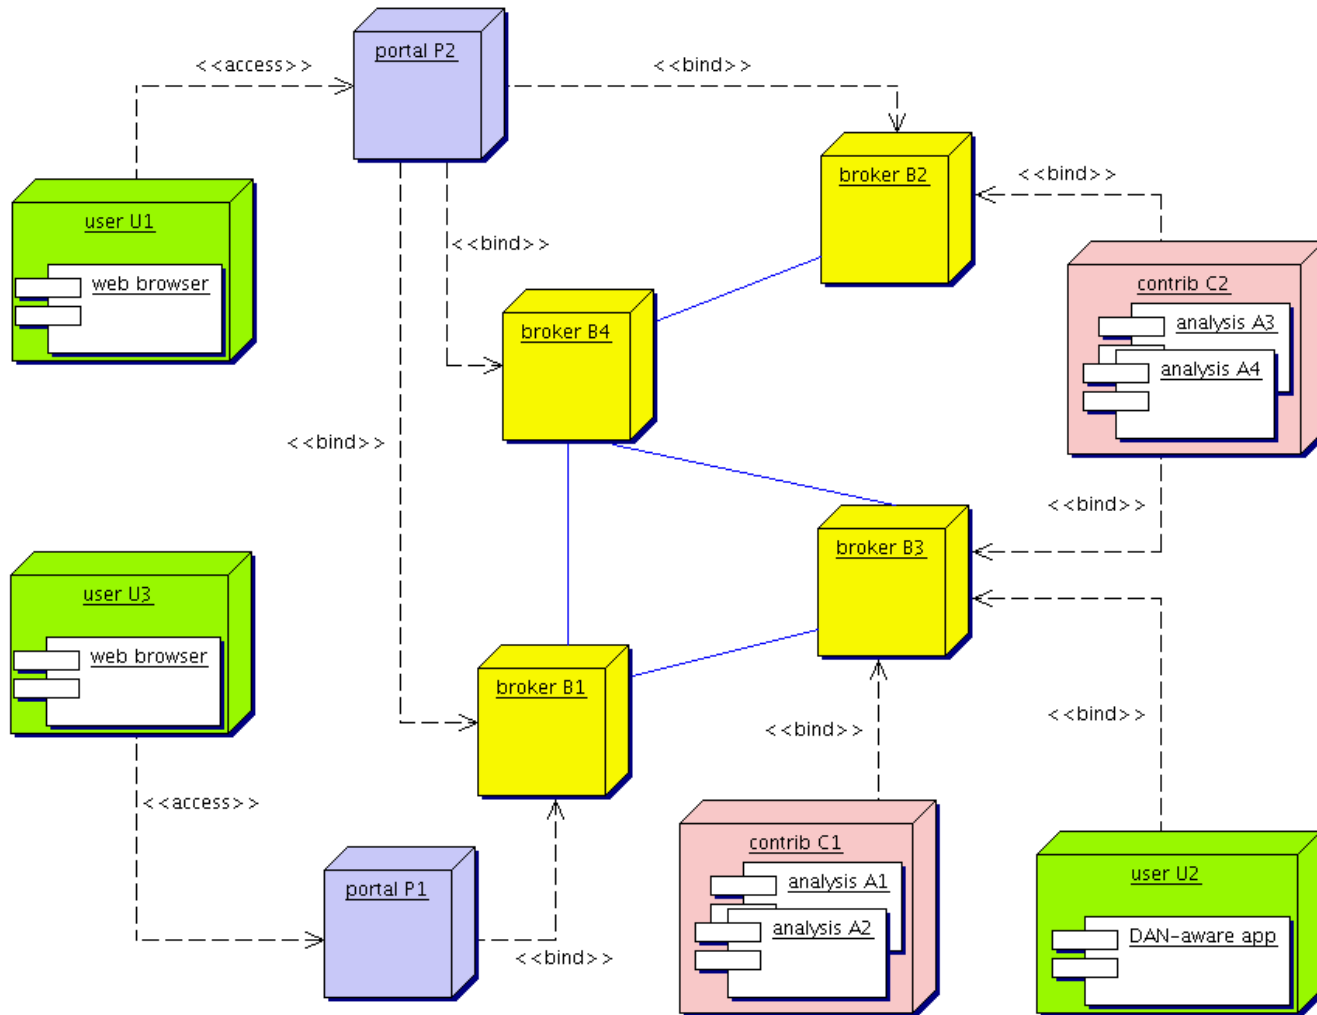 portal P2
<<access>>
<<bind>>
broker B2
<<bind>>
user U1
web browser
<<bind>>
contrib C2
analysis A3
analysis A4
broker B4
<<bind>>
<<bind>>
broker B3
user U3
web browser
broker B1
<<bind>>
<<bind>>
<<access>>
contrib C1
analysis A1
analysis A2
user U2
DAN-aware app
portal P1
<<bind>>